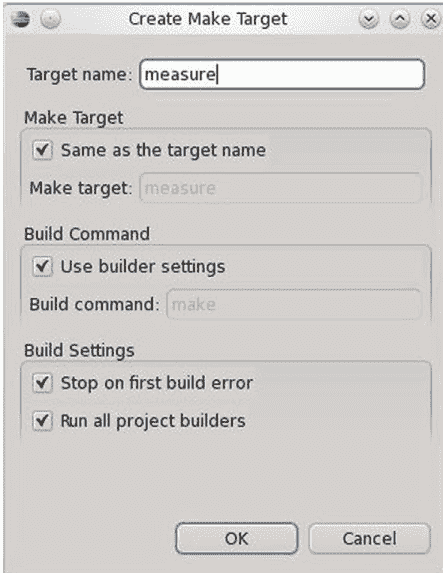 Create Make Target
Target name: measure
Make Target
Same as the target name
Make target: measure
Build Command
Use builder settings
Build command: make
Build Settings
Stop on first build error
Run all project builders
OK Cancel